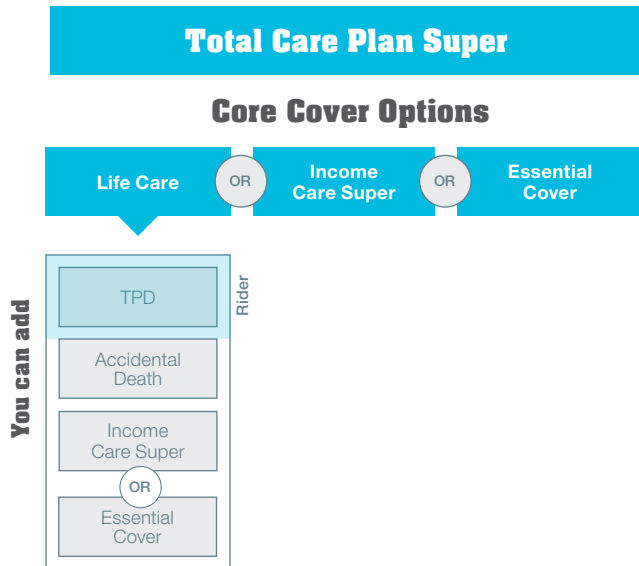 Total Care Plan Super
Core Cover Options
Life Care
OR
Income
Care Super
OR
Essential
Cover
You can add
TPD
Rider
Accidental
Death
Income
Care Super
OR
Essential
Cover